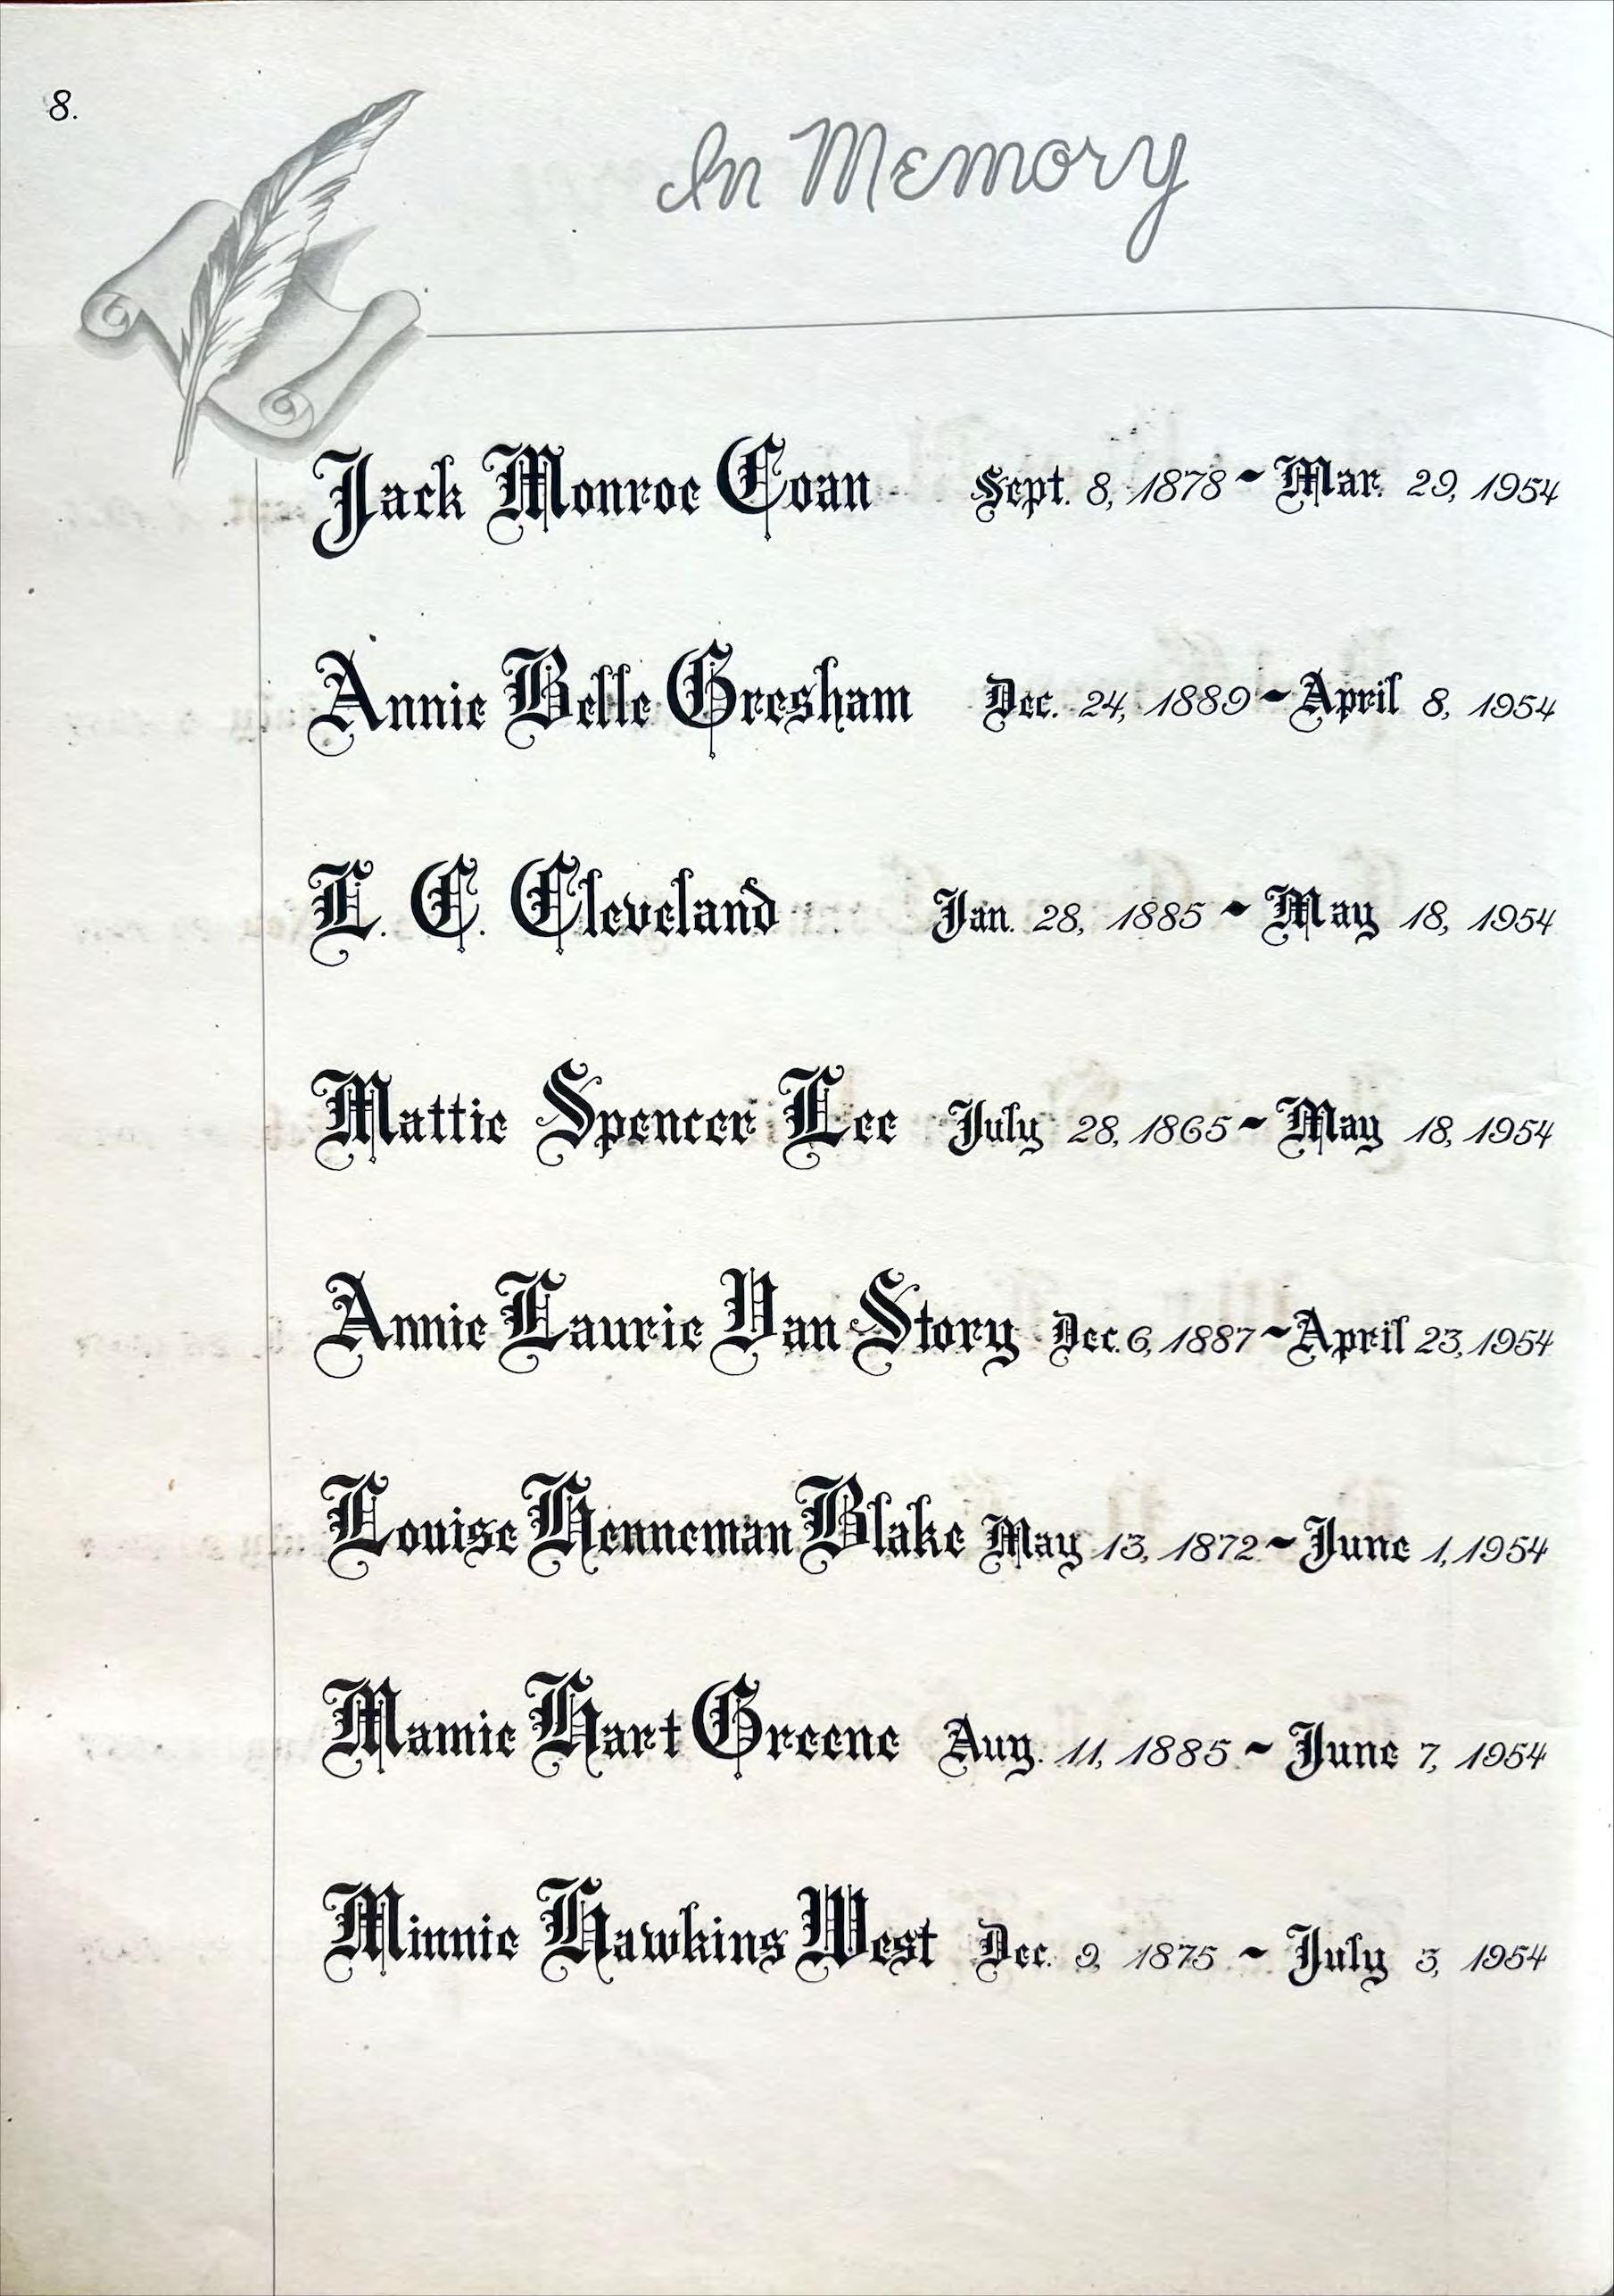 8.
In Memory
Jack Monroe Coan Sept. 8, 1878 ~ Mar. 29, 1954
Annie Belle Gresham Dec. 24, 1889 ~ April 8, 1954
L. C. Cleveland Jan. 28, 1885 ~ May 18, 1954
Mattie Spencer Lee July 28, 1865 ~ May 18, 1954
Annie Laurie Van Story Dec. 6, 1887 ~ April 23, 1954
Louise Henneman Blake May 13, 1872 ~ June 1, 1954
Mamie Hart Greene Aug. 11, 1885 ~ June 7, 1954
Minnie Hawkins West Dec. 9, 1875 ~ July 3, 1954